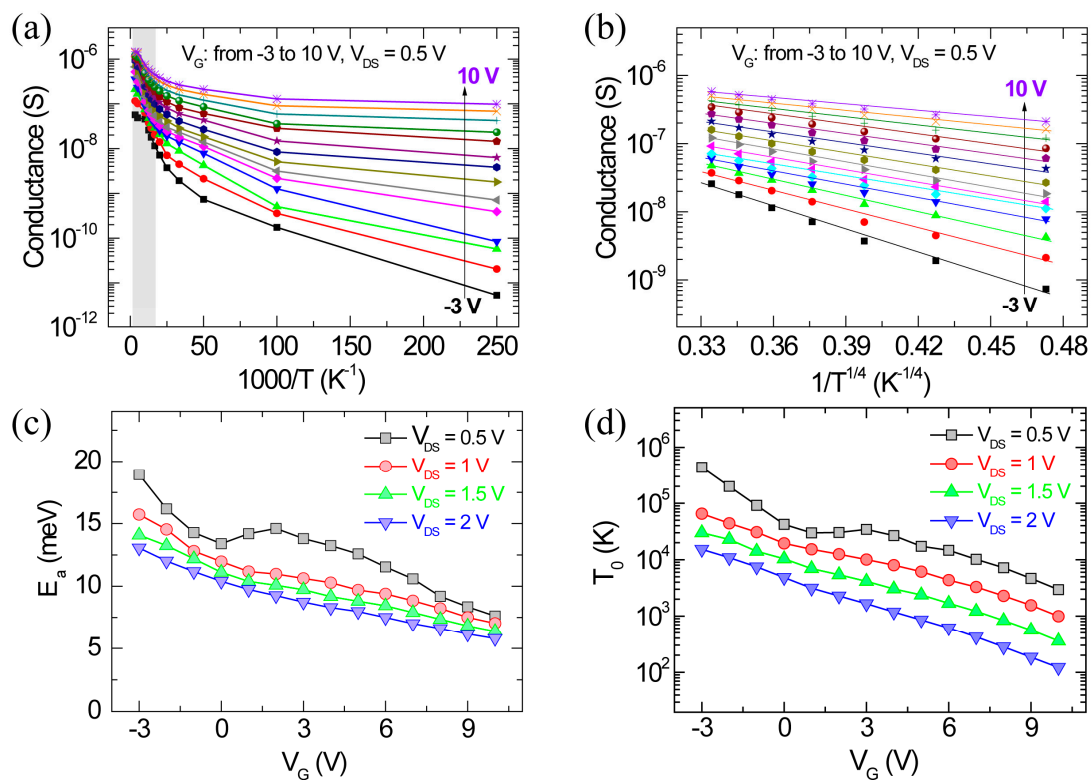 (a)
V_G: from -3 to 10 V, V_DS = 0.5 V
10 V
-3 V
Conductance (S)
10^-6
10^-8
10^-10
10^-12
0 50 100 150 200 250
1000/T (K^-1)
(b)
V_G: from -3 to 10 V, V_DS = 0.5 V
10 V
-3 V
Conductance (S)
10^-5
10^-6
10^-7
10^-8
10^-9
0.33 0.36 0.39 0.42 0.45 0.48
1/T^1/4 (K^-1/4)
(c)
V_DS = 0.5 V
V_DS = 1 V
V_DS = 1.5 V
V_DS = 2 V
E_a (meV)
20
15
10
5
0
-3 0 3 6 9
V_G (V)
(d)
V_DS = 0.5 V
V_DS = 1 V
V_DS = 1.5 V
V_DS = 2 V
T_0 (K)
10^6
10^5
10^4
10^3
10^2
-3 0 3 6 9
V_G (V)